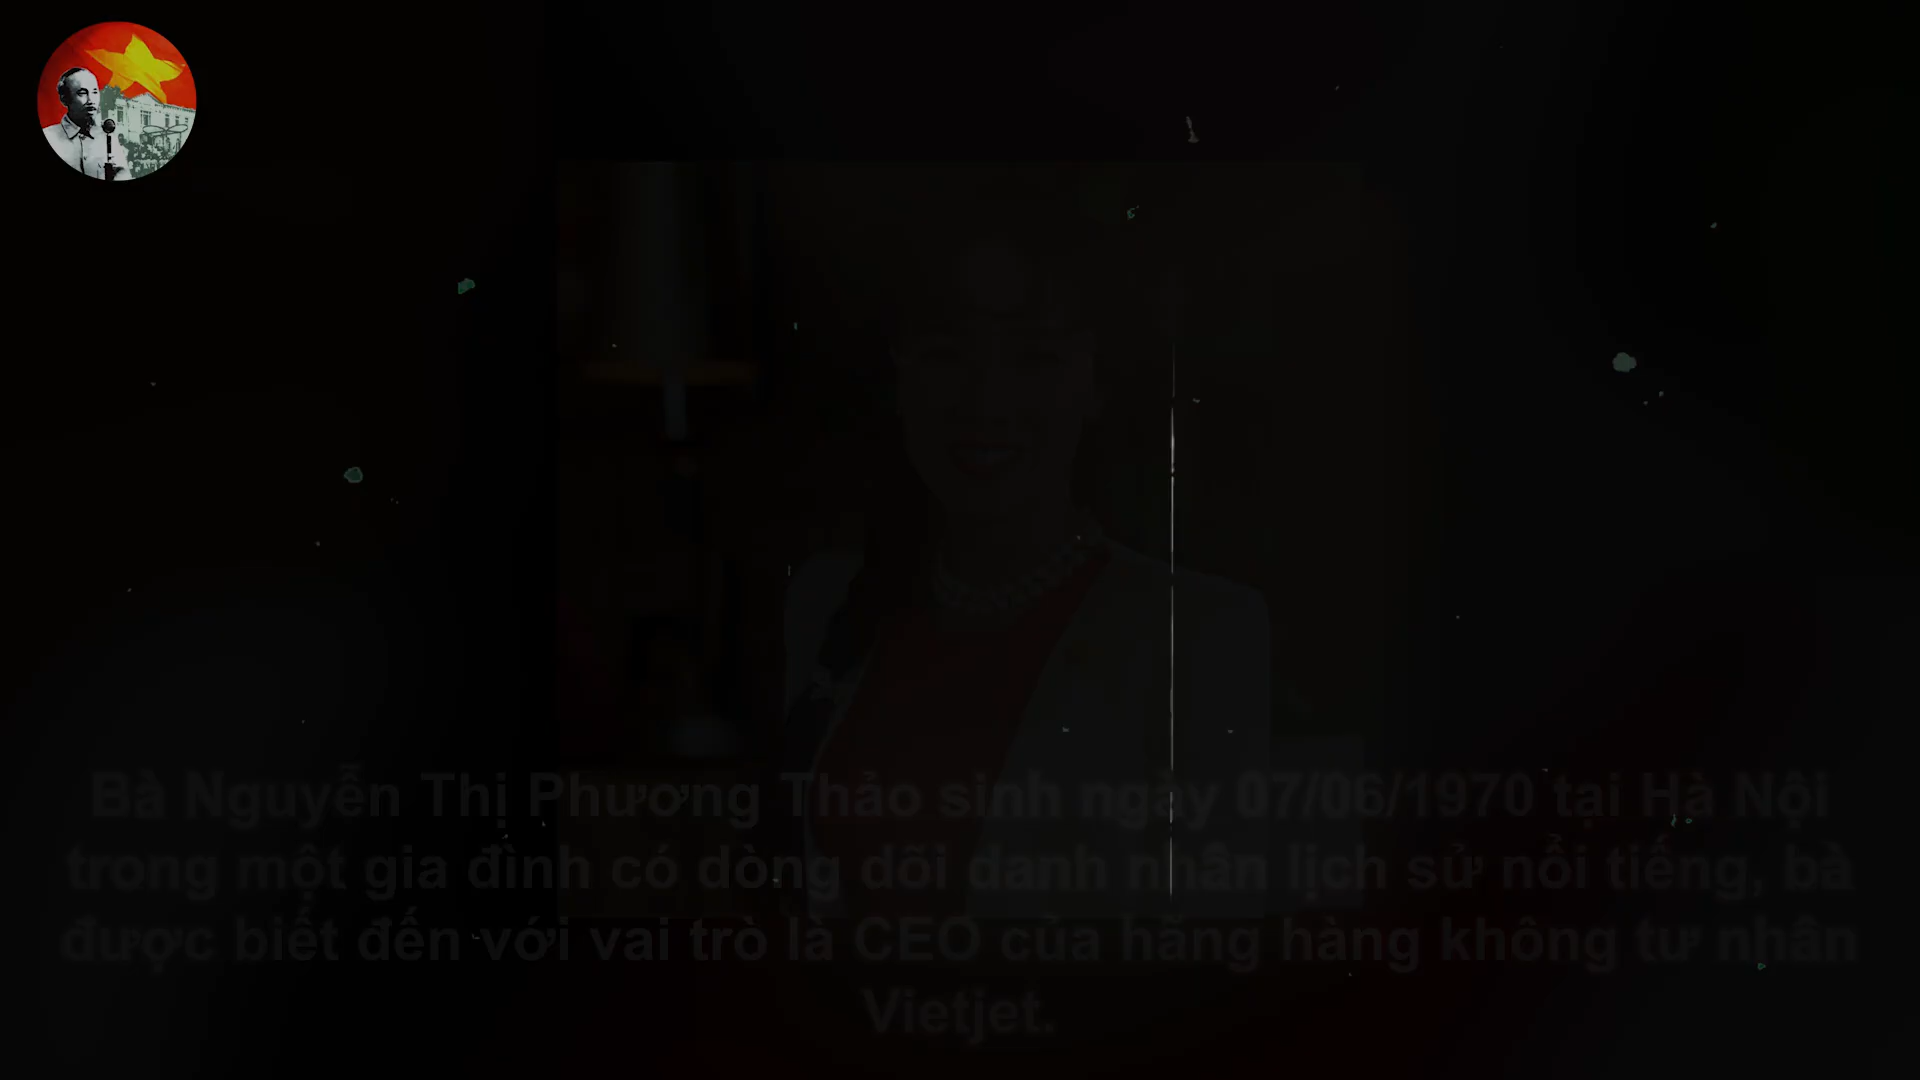 Bà Nguyễn Thị Phương Thảo sinh ngày 07/06/1970 tại Hà Nội
trong một gia đình có dòng dõi danh nhân lịch sử nổi tiếng, bà
được biết đến với vai trò là CEO của hãng hàng không tư nhân
Vietjet.